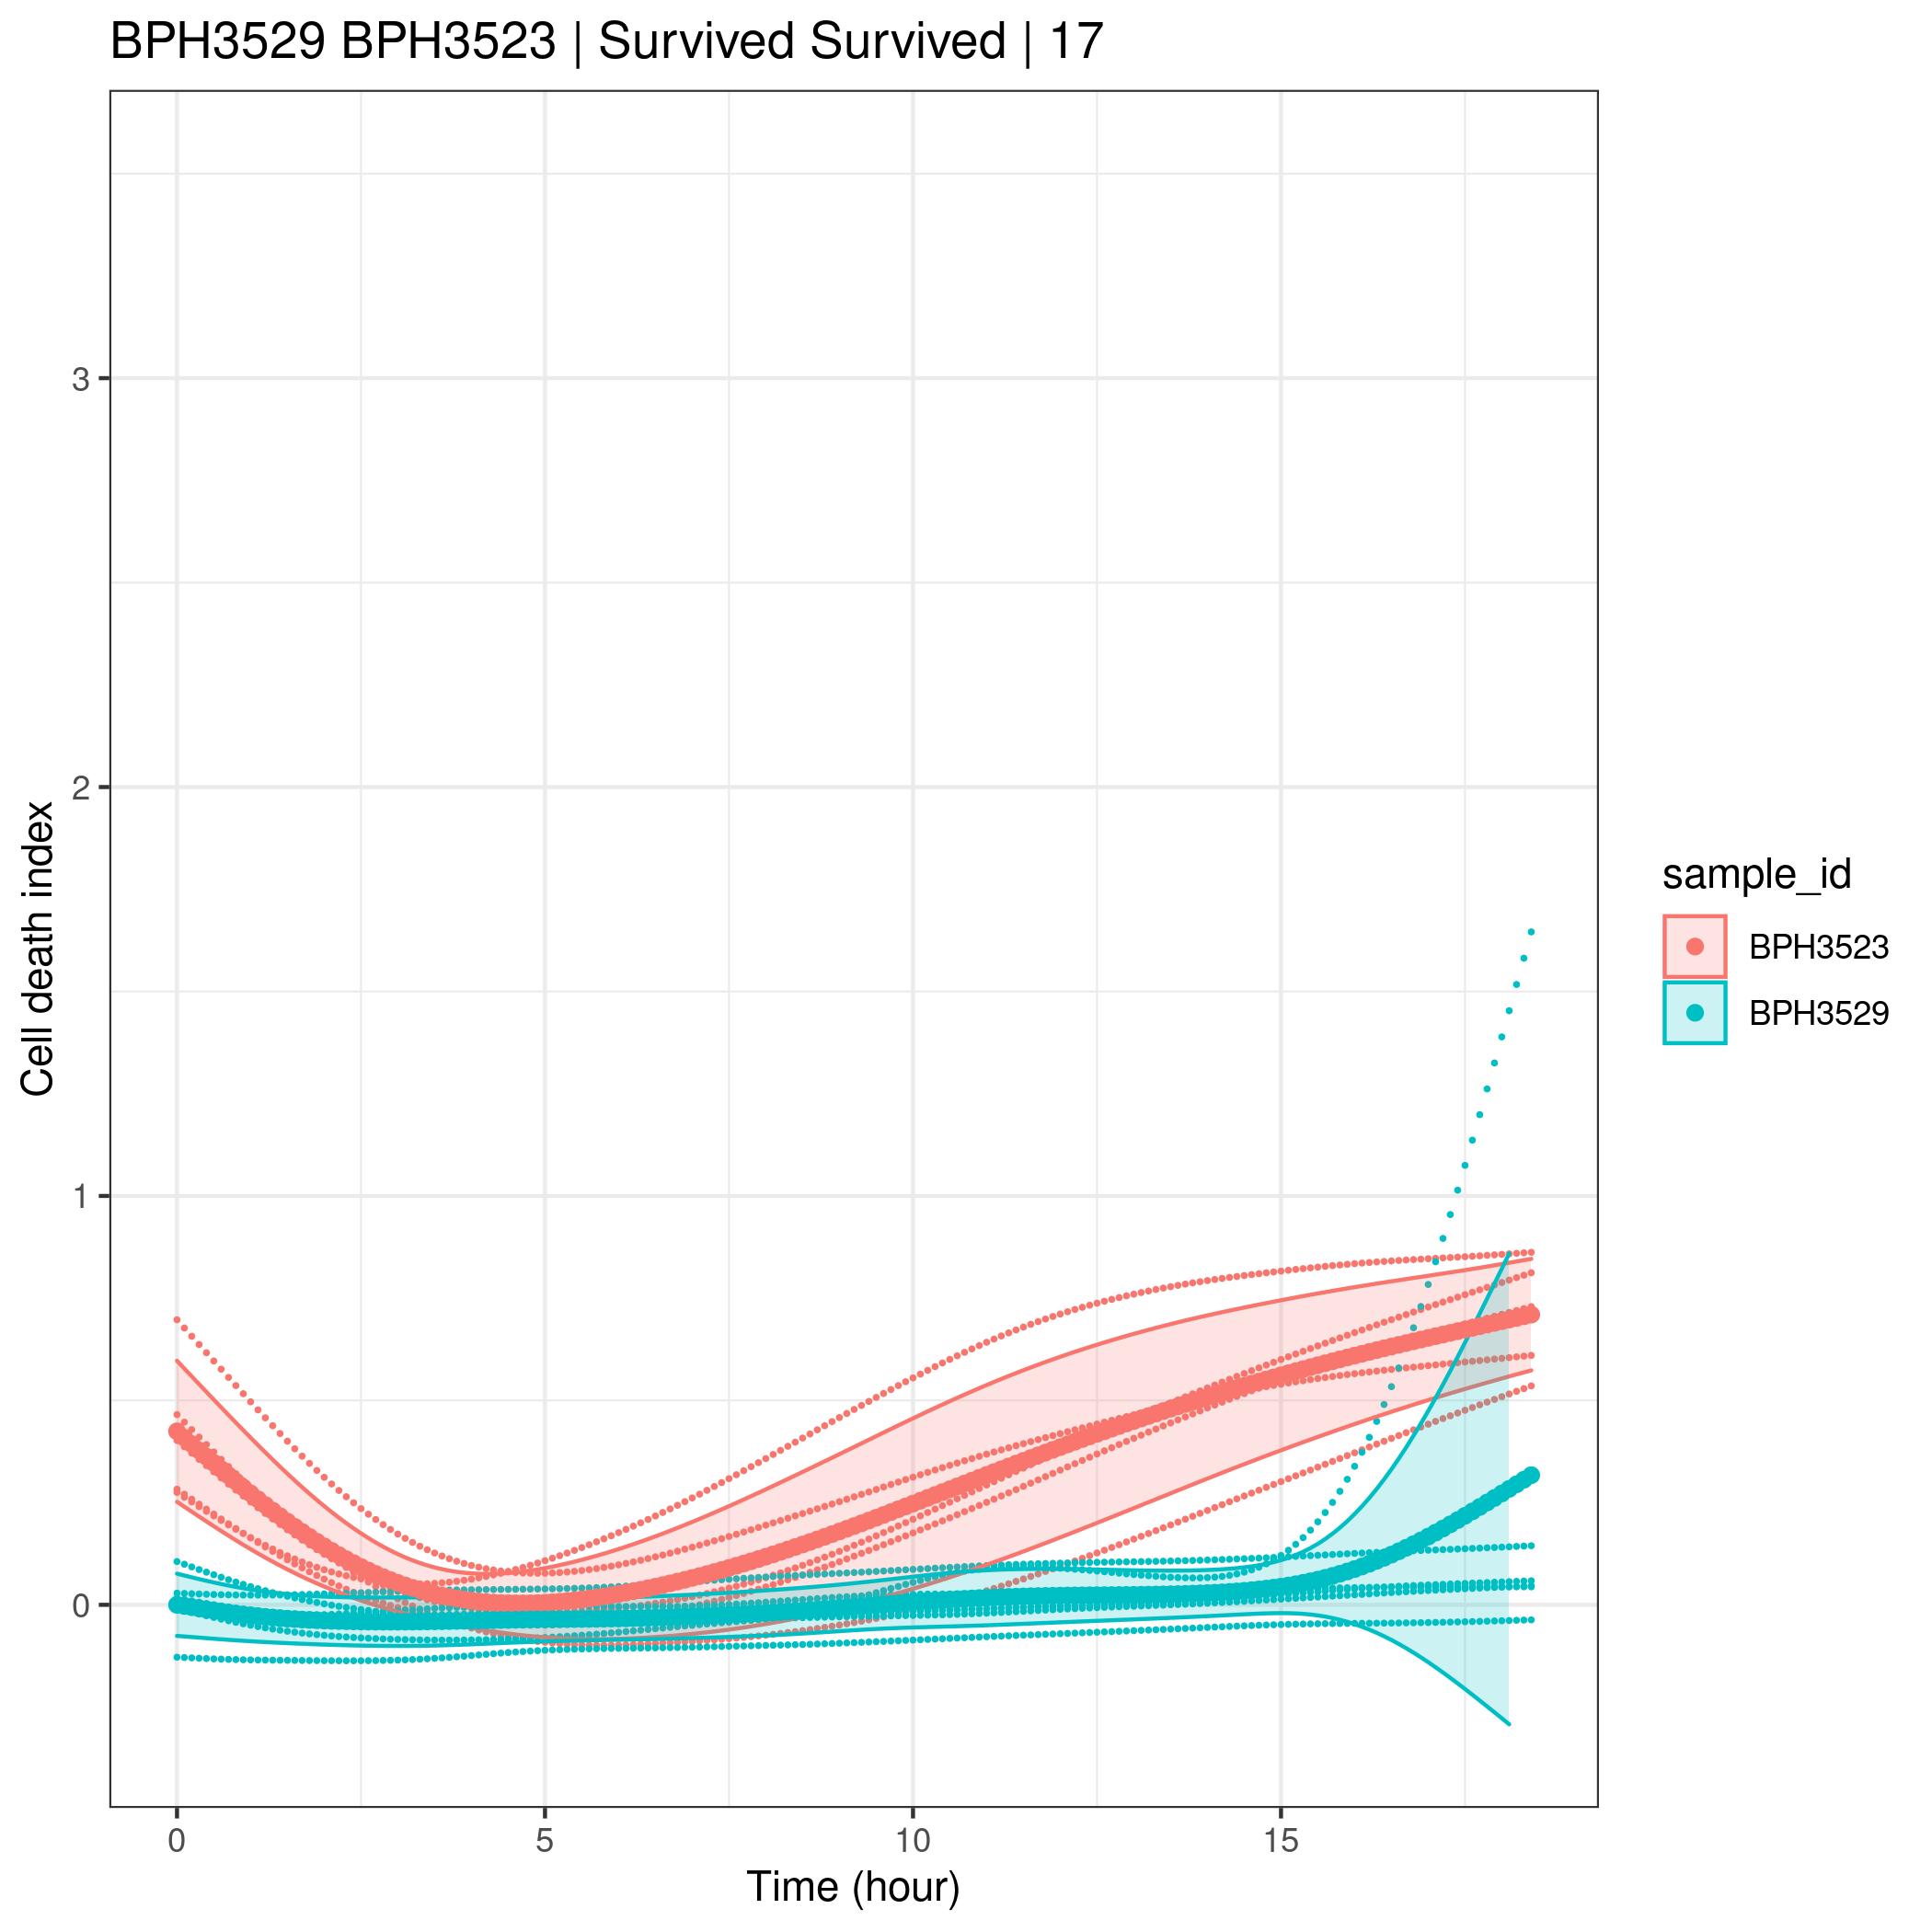 BPH3529 BPH3523 | Survived Survived | 17
Cell death index
3
2
1
0
0 5 10 15
Time (hour)
sample_id
BPH3523
BPH3529